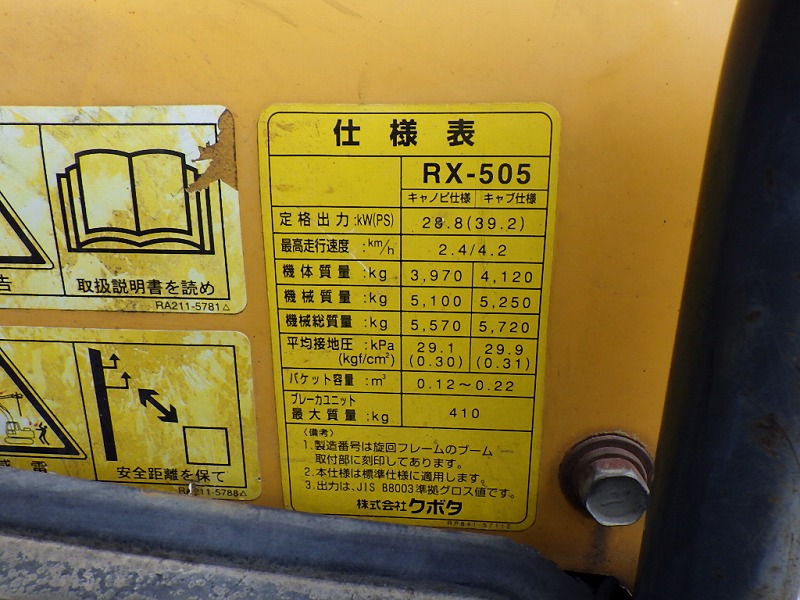 告
取扱説明書を読め
RA211-5781
感電
安全距離を保て
RA211-5788
仕様表
RX-505
キャノピ仕様 キャブ仕様
定格出力:kW(PS) 28.8(39.2)
最高走行速度:km/h 2.4/4.2
機体質量:kg 3,970 4,120
機械質量:kg 5,100 5,250
機械総質量:kg 5,570 5,720
平均接地圧:kPa 29.1 29.9
(kgf/cm²) (0.30) (0.31)
バケット容量:m³ 0.12〜0.22
ブレーカユニット
最大質量:kg 410
〈備考〉
1.製造番号は旋回フレームのブーム
取付部に刻印してあります。
2.本仕様は標準仕様に適用します。
3.出力は、JIS B8003準拠グロス値です。
株式会社クボタ